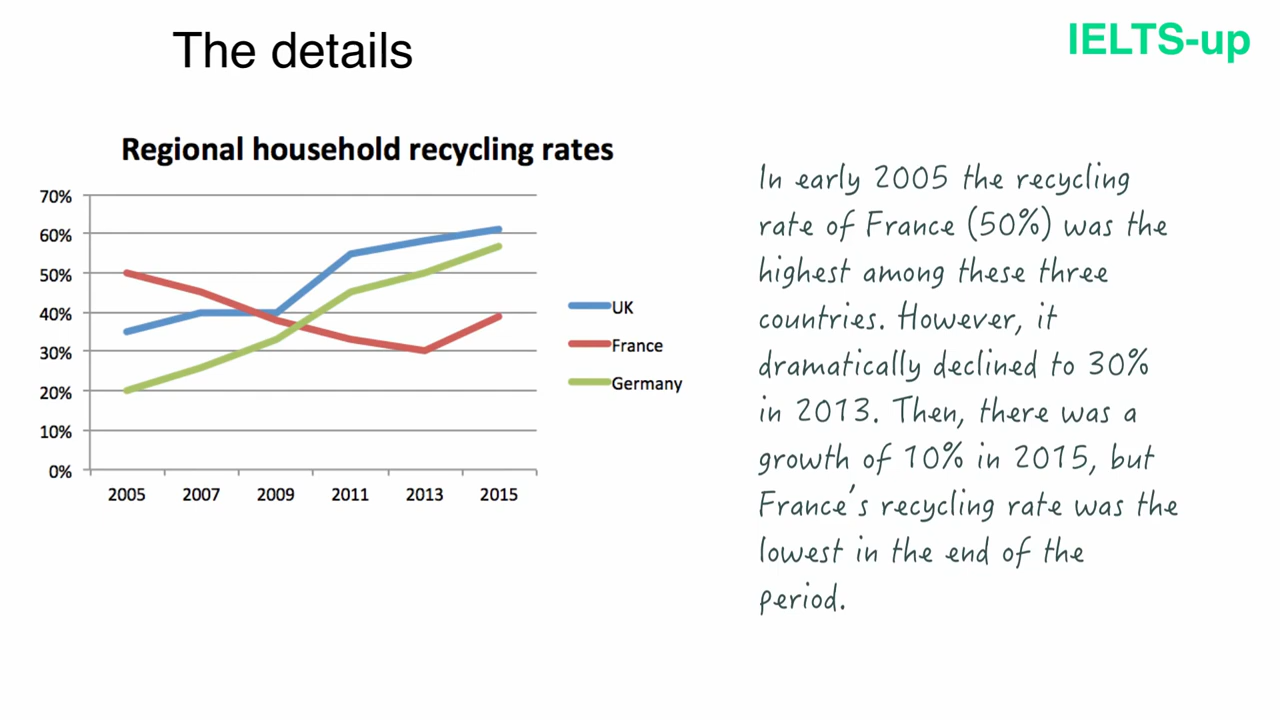 The details
IELTS-up
Regional household recycling rates
70%
60%
50%
40%
30%
20%
10%
0%
2005 2007 2009 2011 2013 2015
UK
France
Germany
In early 2005 the recycling
rate of France (50%) was the
highest among these three
countries. However, it
dramatically declined to 30%
in 2013. Then, there was a
growth of 10% in 2015, but
France's recycling rate was the
lowest in the end of the
period.